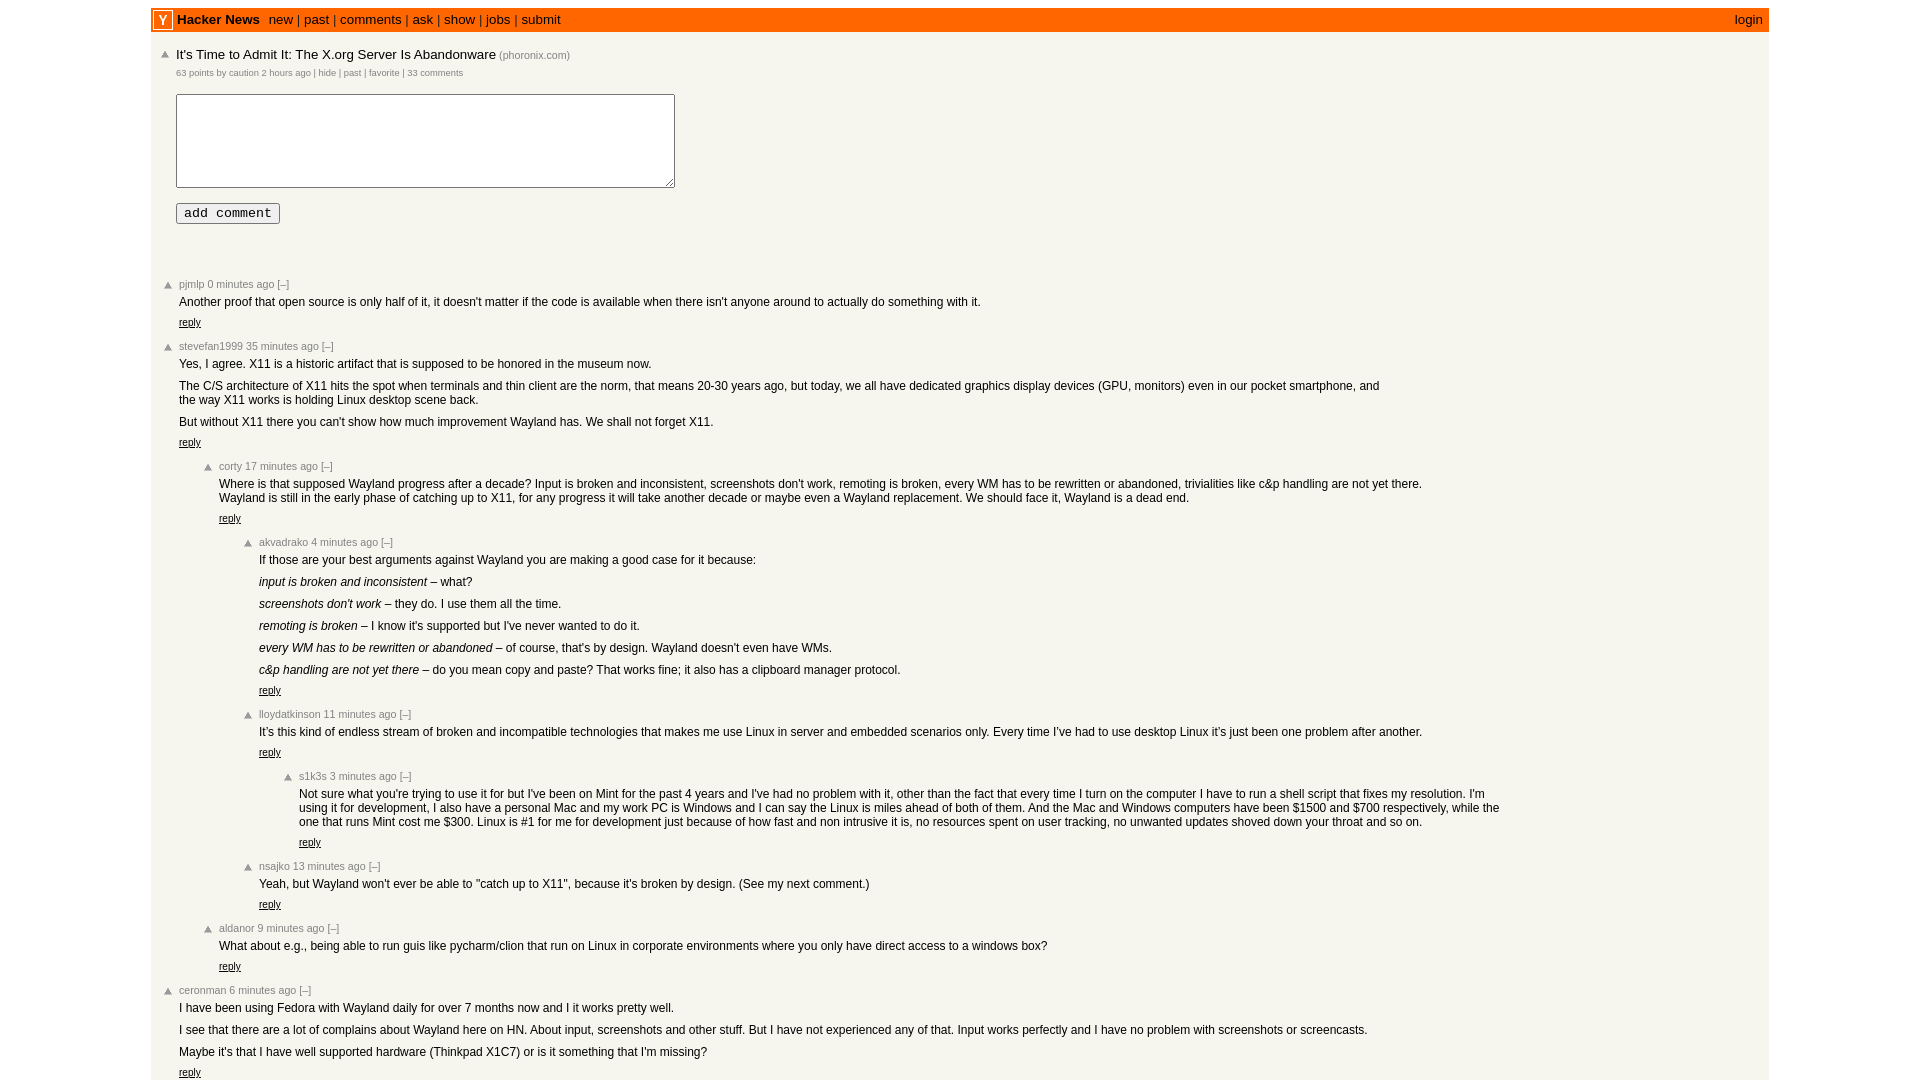 Y Hacker News new | past | comments | ask | show | jobs | submit login
It's Time to Admit It: The X.org Server Is Abandonware (phoronix.com)
63 points by caution 2 hours ago | hide | past | favorite | 33 comments
add comment
pjmlp 0 minutes ago [–]
Another proof that open source is only half of it, it doesn't matter if the code is available when there isn't anyone around to actually do something with it.
reply
stevefan1999 35 minutes ago [–]
Yes, I agree. X11 is a historic artifact that is supposed to be honored in the museum now.
The C/S architecture of X11 hits the spot when terminals and thin client are the norm, that means 20-30 years ago, but today, we all have dedicated graphics display devices (GPU, monitors) even in our pocket smartphone, and
the way X11 works is holding Linux desktop scene back.
But without X11 there you can't show how much improvement Wayland has. We shall not forget X11.
reply
corty 17 minutes ago [–]
Where is that supposed Wayland progress after a decade? Input is broken and inconsistent, screenshots don't work, remoting is broken, every WM has to be rewritten or abandoned, trivialities like c&p handling are not yet there.
Wayland is still in the early phase of catching up to X11, for any progress it will take another decade or maybe even a Wayland replacement. We should face it, Wayland is a dead end.
reply
akvadrako 4 minutes ago [–]
If those are your best arguments against Wayland you are making a good case for it because:
input is broken and inconsistent – what?
screenshots don't work – they do. I use them all the time.
remoting is broken – I know it's supported but I've never wanted to do it.
every WM has to be rewritten or abandoned – of course, that's by design. Wayland doesn't even have WMs.
c&p handling are not yet there – do you mean copy and paste? That works fine; it also has a clipboard manager protocol.
reply
lloydatkinson 11 minutes ago [–]
It’s this kind of endless stream of broken and incompatible technologies that makes me use Linux in server and embedded scenarios only. Every time I’ve had to use desktop Linux it’s just been one problem after another.
reply
s1k3s 3 minutes ago [–]
Not sure what you're trying to use it for but I've been on Mint for the past 4 years and I've had no problem with it, other than the fact that every time I turn on the computer I have to run a shell script that fixes my resolution. I'm
using it for development, I also have a personal Mac and my work PC is Windows and I can say the Linux is miles ahead of both of them. And the Mac and Windows computers have been $1500 and $700 respectively, while the
one that runs Mint cost me $300. Linux is #1 for me for development just because of how fast and non intrusive it is, no resources spent on user tracking, no unwanted updates shoved down your throat and so on.
reply
nsajko 13 minutes ago [–]
Yeah, but Wayland won't ever be able to "catch up to X11", because it's broken by design. (See my next comment.)
reply
aldanor 9 minutes ago [–]
What about e.g., being able to run guis like pycharm/clion that run on Linux in corporate environments where you only have direct access to a windows box?
reply
ceronman 6 minutes ago [–]
I have been using Fedora with Wayland daily for over 7 months now and I it works pretty well.
I see that there are a lot of complains about Wayland here on HN. About input, screenshots and other stuff. But I have not experienced any of that. Input works perfectly and I have no problem with screenshots or screencasts.
Maybe it's that I have well supported hardware (Thinkpad X1C7) or is it something that I'm missing?
reply